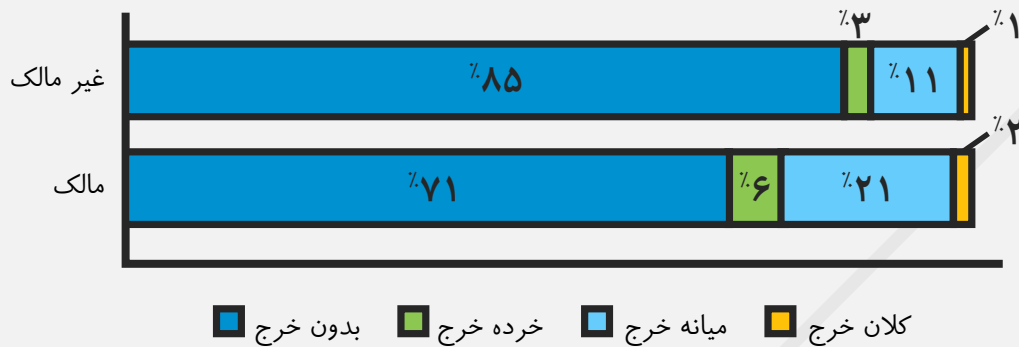 ٪۱
٪۳
غیر مالک
٪۸۵
٪۱۱
٪۲
مالک
٪۷۱
٪۶
٪۲۱
بدون خرج
خرده خرج
میانه خرج
کلان خرج